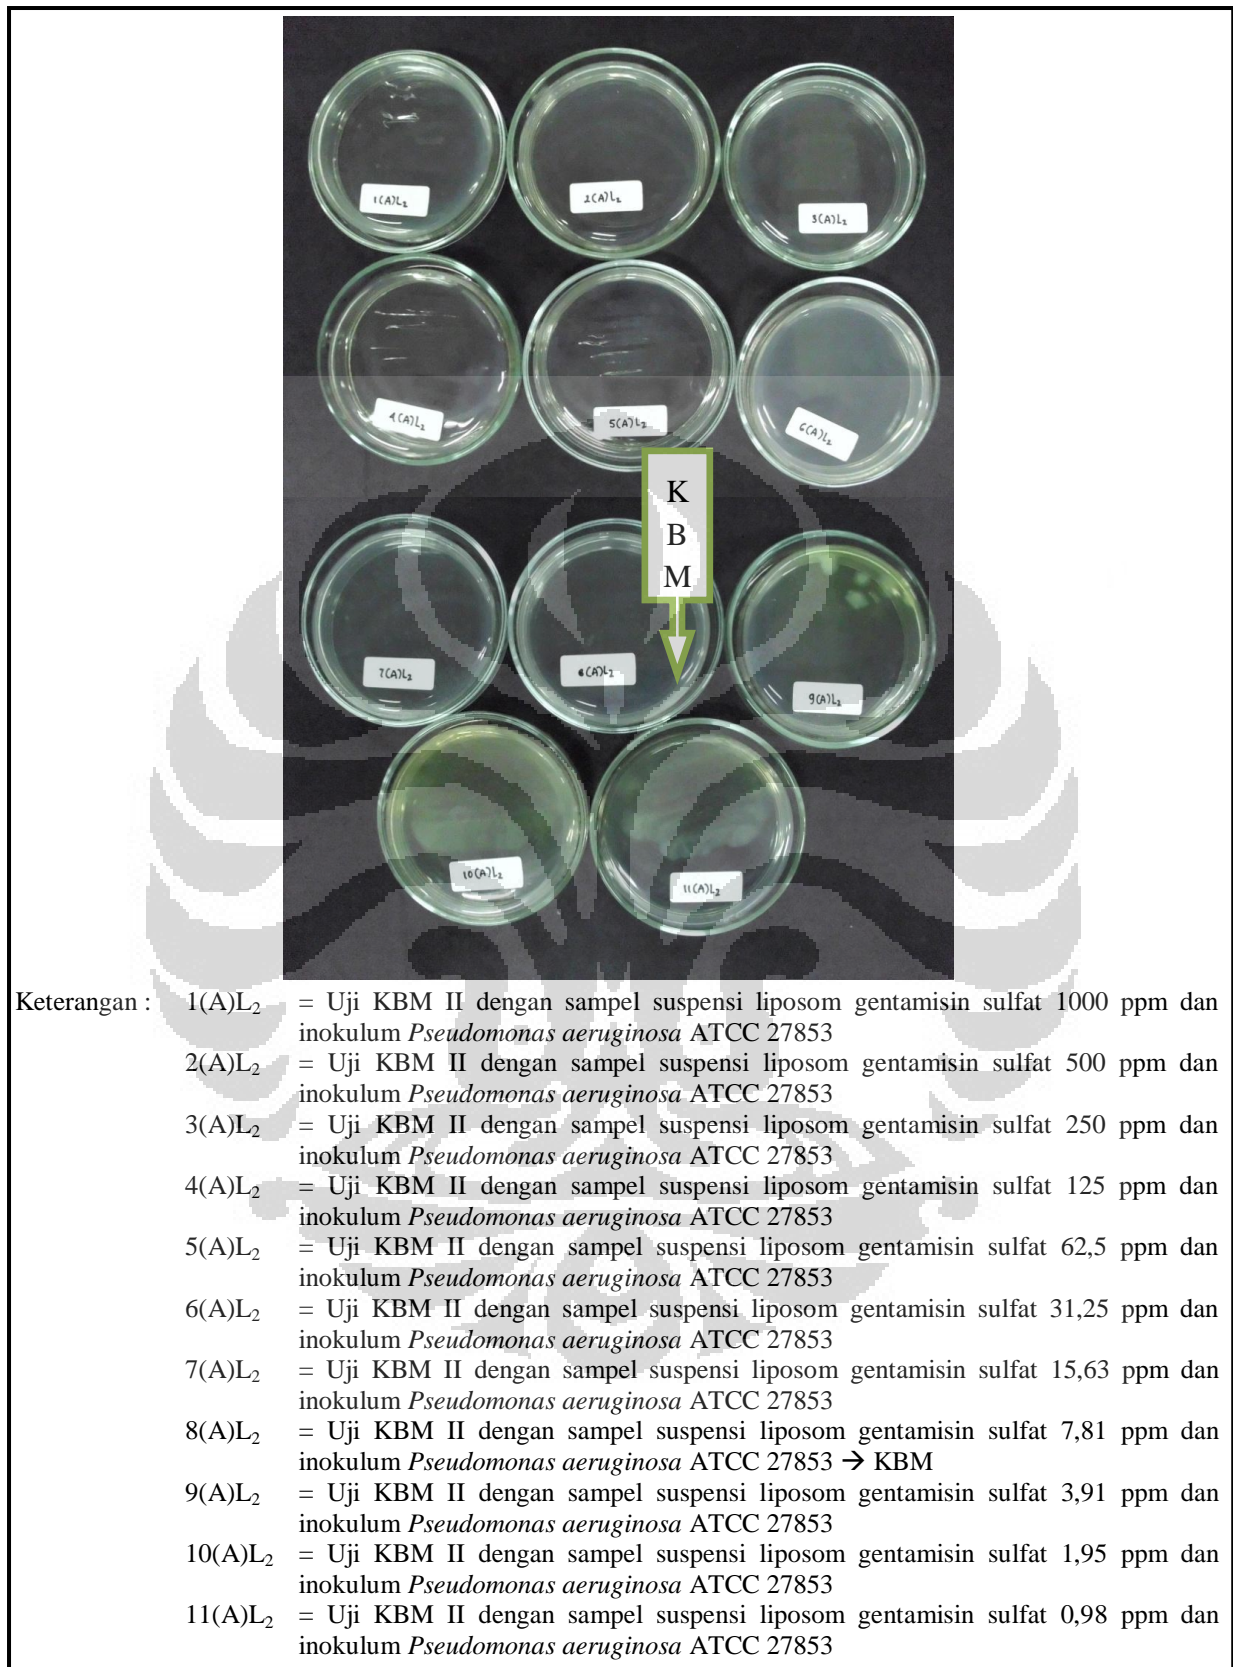 1(A)L₂
2(A)L₂
3(A)L₂
4(A)L₂
5(A)L₂
6(A)L₂
K
B
M
7(A)L₂
8(A)L₂
9(A)L₂
10(A)L₂
11(A)L₂
Keterangan : 1(A)L₂ = Uji KBM II dengan sampel suspensi liposom gentamisin sulfat 1000 ppm dan
inokulum Pseudomonas aeruginosa ATCC 27853
2(A)L₂ = Uji KBM II dengan sampel suspensi liposom gentamisin sulfat 500 ppm dan
inokulum Pseudomonas aeruginosa ATCC 27853
3(A)L₂ = Uji KBM II dengan sampel suspensi liposom gentamisin sulfat 250 ppm dan
inokulum Pseudomonas aeruginosa ATCC 27853
4(A)L₂ = Uji KBM II dengan sampel suspensi liposom gentamisin sulfat 125 ppm dan
inokulum Pseudomonas aeruginosa ATCC 27853
5(A)L₂ = Uji KBM II dengan sampel suspensi liposom gentamisin sulfat 62,5 ppm dan
inokulum Pseudomonas aeruginosa ATCC 27853
6(A)L₂ = Uji KBM II dengan sampel suspensi liposom gentamisin sulfat 31,25 ppm dan
inokulum Pseudomonas aeruginosa ATCC 27853
7(A)L₂ = Uji KBM II dengan sampel suspensi liposom gentamisin sulfat 15,63 ppm dan
inokulum Pseudomonas aeruginosa ATCC 27853
8(A)L₂ = Uji KBM II dengan sampel suspensi liposom gentamisin sulfat 7,81 ppm dan
inokulum Pseudomonas aeruginosa ATCC 27853 → KBM
9(A)L₂ = Uji KBM II dengan sampel suspensi liposom gentamisin sulfat 3,91 ppm dan
inokulum Pseudomonas aeruginosa ATCC 27853
10(A)L₂ = Uji KBM II dengan sampel suspensi liposom gentamisin sulfat 1,95 ppm dan
inokulum Pseudomonas aeruginosa ATCC 27853
11(A)L₂ = Uji KBM II dengan sampel suspensi liposom gentamisin sulfat 0,98 ppm dan
inokulum Pseudomonas aeruginosa ATCC 27853